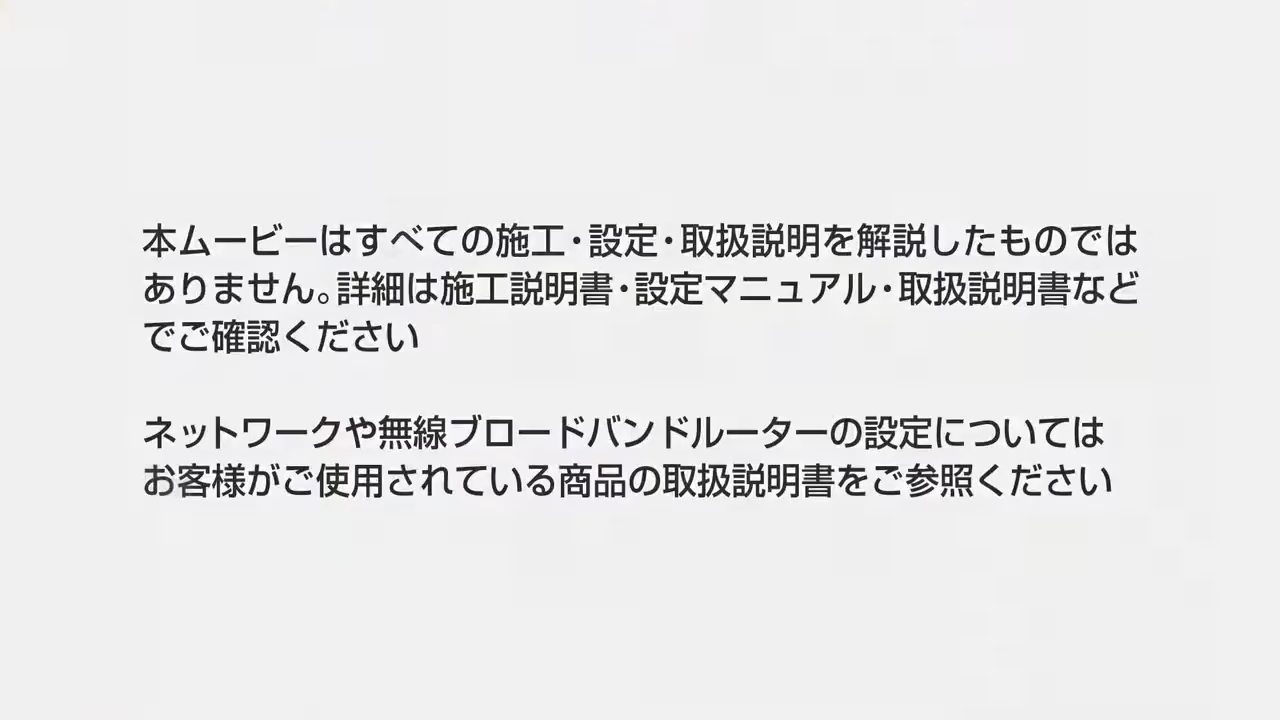 本ムービーはすべての施工・設定・取扱説明を解説したものでは
ありません。詳細は施工説明書・設定マニュアル・取扱説明書など
でご確認ください
ネットワークや無線ブロードバンドルーターの設定については
お客様がご使用されている商品の取扱説明書をご参照ください